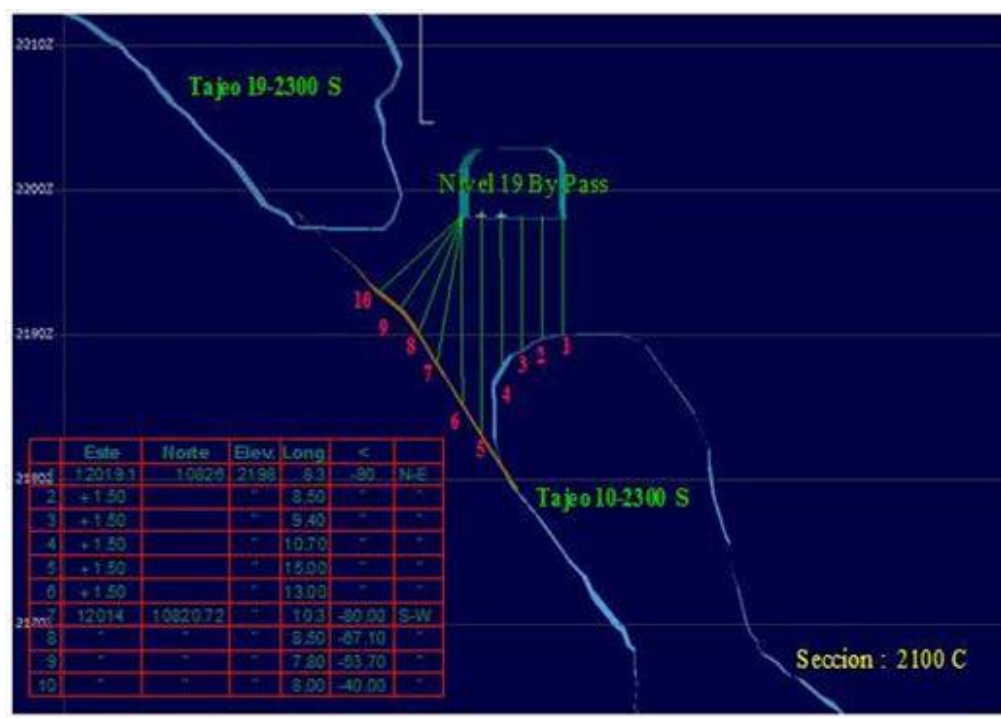 2210Z
Tajeo 19-2300 S
2200Z
Nivel 19 By Pass
10
9
8
7
6
5
4
3
2
1
2190Z
Este Norte Elev. Long <
12019.1 10826 2198 8.3 -90 N-E
2 +1.50 " 8.50 " "
3 +1.50 " 9.40 " "
4 +1.50 " 10.70 " "
5 +1.50 " 15.00 " "
6 +1.50 " 13.00 " "
7 12014 10820.72 " 10.3 -80.00 S-W
8 " " " 8.50 -67.10 "
9 " " " 7.80 -53.70 "
10 " " " 8.00 -40.00 "
Tajeo 10-2300 S
Seccion : 2100 C